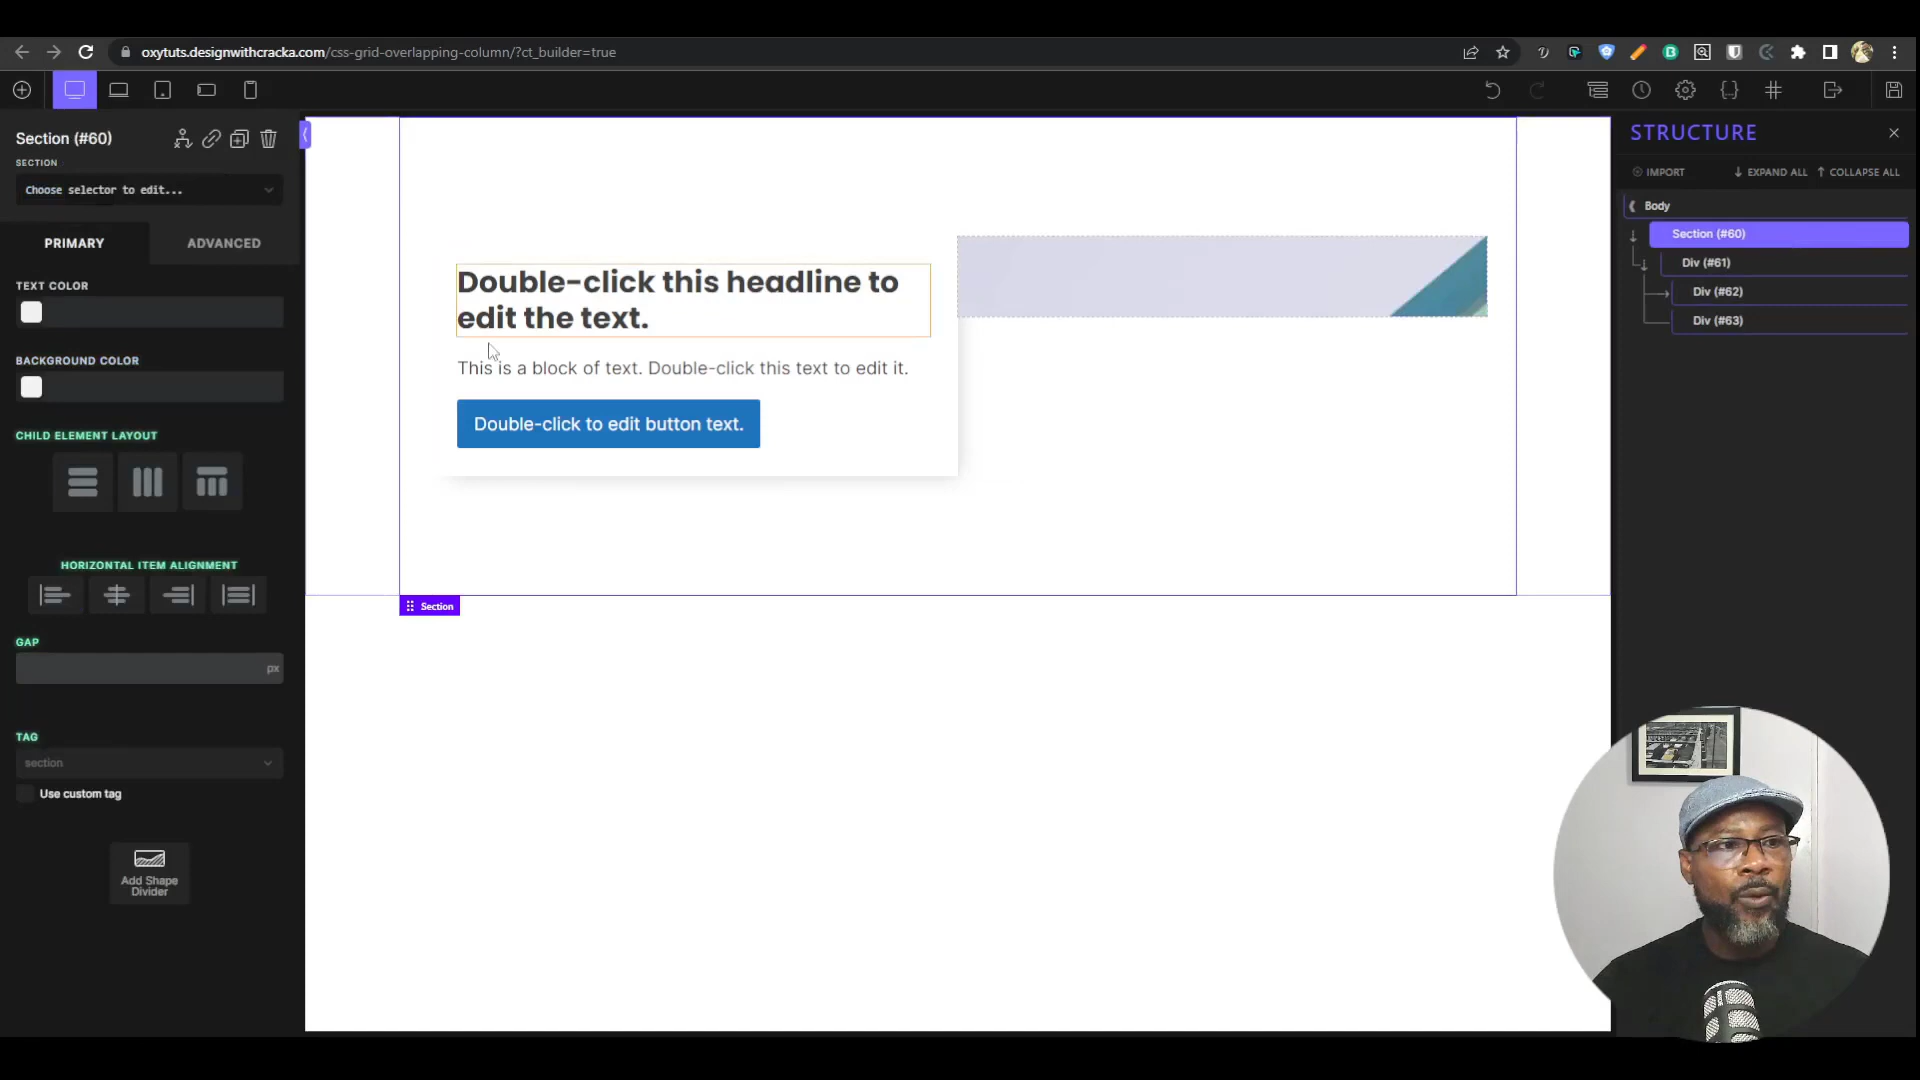 oxytuts.designwithcracka.com/css-grid-overlapping-column/?ct_builder=true
Section (#60)
SECTION
Choose selector to edit...
PRIMARY
ADVANCED
TEXT COLOR
BACKGROUND COLOR
CHILD ELEMENT LAYOUT
HORIZONTAL ITEM ALIGNMENT
GAP
px
TAG
section
Use custom tag
Add Shape
Divider
Double-click this headline to
edit the text.
This is a block of text. Double-click this text to edit it.
Double-click to edit button text.
Section
STRUCTURE
IMPORT
EXPAND ALL
COLLAPSE ALL
Body
Section (#60)
Div (#61)
Div (#62)
Div (#63)